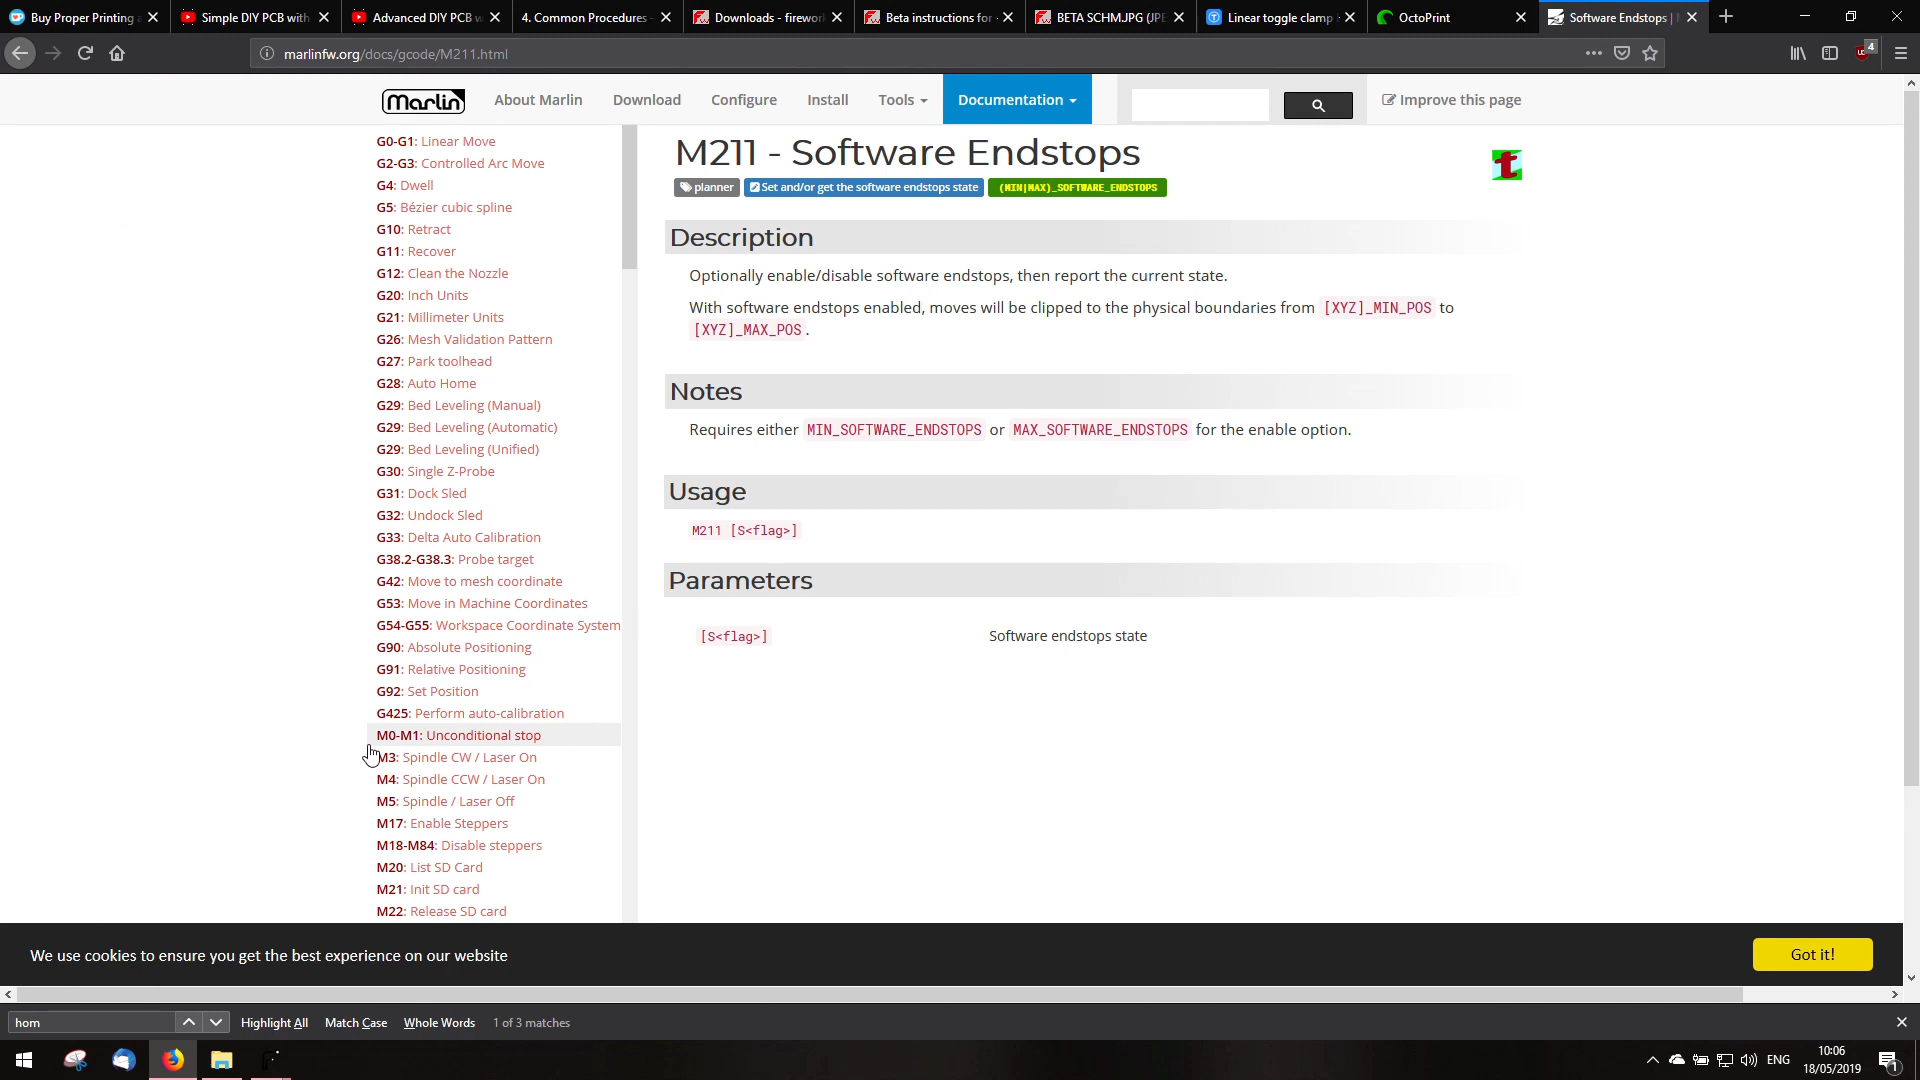 Buy Proper Printing a
Simple DIY PCB with
Advanced DIY PCB w
4. Common Procedures
Downloads - firewor
Beta instructions for
BETA SCHM.JPG (JPE
Linear toggle clamp
OctoPrint
Software Endstops |
marlinfw.org/docs/gcode/M211.html
4
Marlin
About Marlin
Download
Configure
Install
Tools
Documentation
Improve this page
G0-G1: Linear Move
G2-G3: Controlled Arc Move
G4: Dwell
G5: Bézier cubic spline
G10: Retract
G11: Recover
G12: Clean the Nozzle
G20: Inch Units
G21: Millimeter Units
G26: Mesh Validation Pattern
G27: Park toolhead
G28: Auto Home
G29: Bed Leveling (Manual)
G29: Bed Leveling (Automatic)
G29: Bed Leveling (Unified)
G30: Single Z-Probe
G31: Dock Sled
G32: Undock Sled
G33: Delta Auto Calibration
G38.2-G38.3: Probe target
G42: Move to mesh coordinate
G53: Move in Machine Coordinates
G54-G55: Workspace Coordinate System
G90: Absolute Positioning
G91: Relative Positioning
G92: Set Position
G425: Perform auto-calibration
M0-M1: Unconditional stop
M3: Spindle CW / Laser On
M4: Spindle CCW / Laser On
M5: Spindle / Laser Off
M17: Enable Steppers
M18-M84: Disable steppers
M20: List SD Card
M21: Init SD card
M22: Release SD card
M211 - Software Endstops
t
planner
Set and/or get the software endstops state
(MIN|MAX)_SOFTWARE_ENDSTOPS
Description
Optionally enable/disable software endstops, then report the current state.
With software endstops enabled, moves will be clipped to the physical boundaries from [XYZ]_MIN_POS to
[XYZ]_MAX_POS.
Notes
Requires either MIN_SOFTWARE_ENDSTOPS or MAX_SOFTWARE_ENDSTOPS for the enable option.
Usage
M211 [S<flag>]
Parameters
[S<flag>]
Software endstops state
We use cookies to ensure you get the best experience on our website
Got it!
hom
Highlight All
Match Case
Whole Words
1 of 3 matches
ENG
10:06
18/05/2019
1